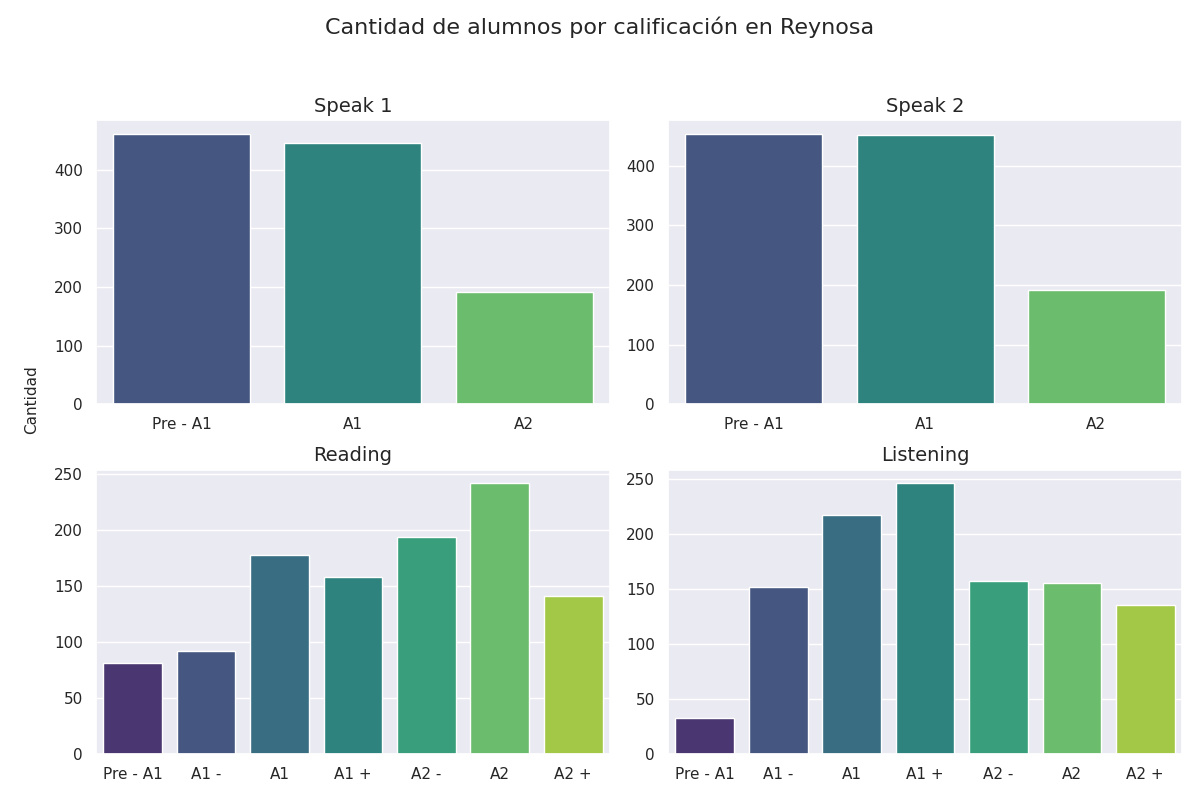 Cantidad de alumnos por calificación en Reynosa
Speak 1
400
300
200
100
0
Pre - A1 A1 A2
Speak 2
400
300
200
100
0
Pre - A1 A1 A2
Cantidad
Reading
250
200
150
100
50
0
Pre - A1 A1 - A1 A1 + A2 - A2 A2 +
Listening
250
200
150
100
50
0
Pre - A1 A1 - A1 A1 + A2 - A2 A2 +